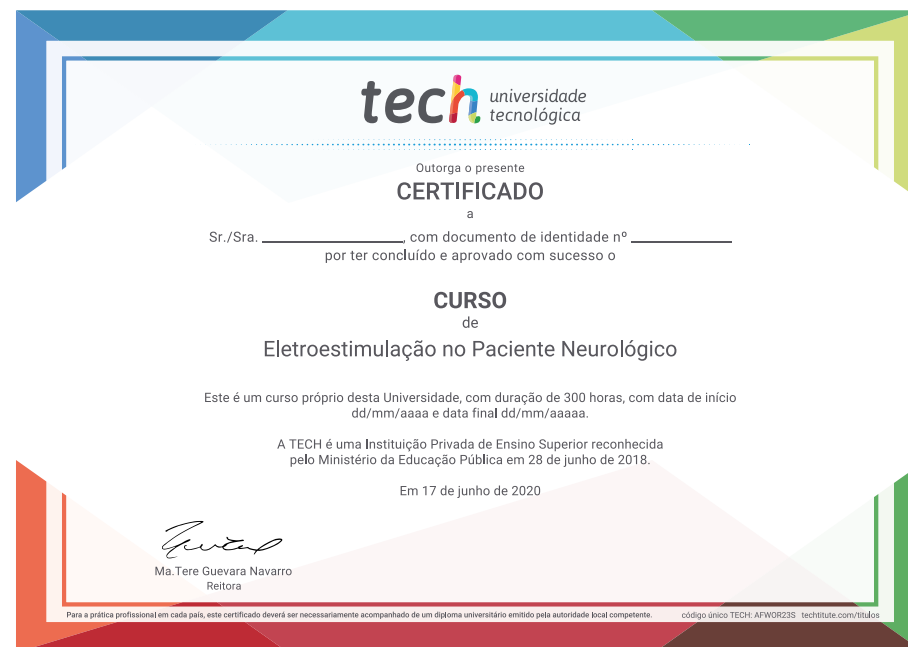 tech universidade
tecnológica
Outorga o presente
CERTIFICADO
a
Sr./Sra. ____________________, com documento de identidade nº ______________
por ter concluído e aprovado com sucesso o
CURSO
de
Eletroestimulação no Paciente Neurológico
Este é um curso próprio desta Universidade, com duração de 300 horas, com data de início
dd/mm/aaaa e data final dd/mm/aaaaa.
A TECH é uma Instituição Privada de Ensino Superior reconhecida
pelo Ministério da Educação Pública em 28 de junho de 2018.
Em 17 de junho de 2020
Ma.Tere Guevara Navarro
Reitora
Para a prática profissional em cada país, este certificado deverá ser necessariamente acompanhado de um diploma universitário emitido pela autoridade local competente. código único TECH: AFWOR23S techtitute.com/titulos